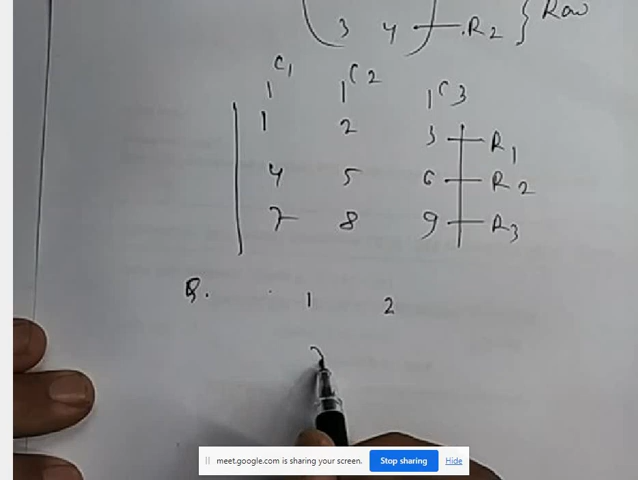 3 4 .R2 } Row
C1 C2 C3
1 2 3 R1
4 5 6 R2
7 8 9 R3
Q. 1 2
meet.google.com is sharing your screen. Stop sharing Hide